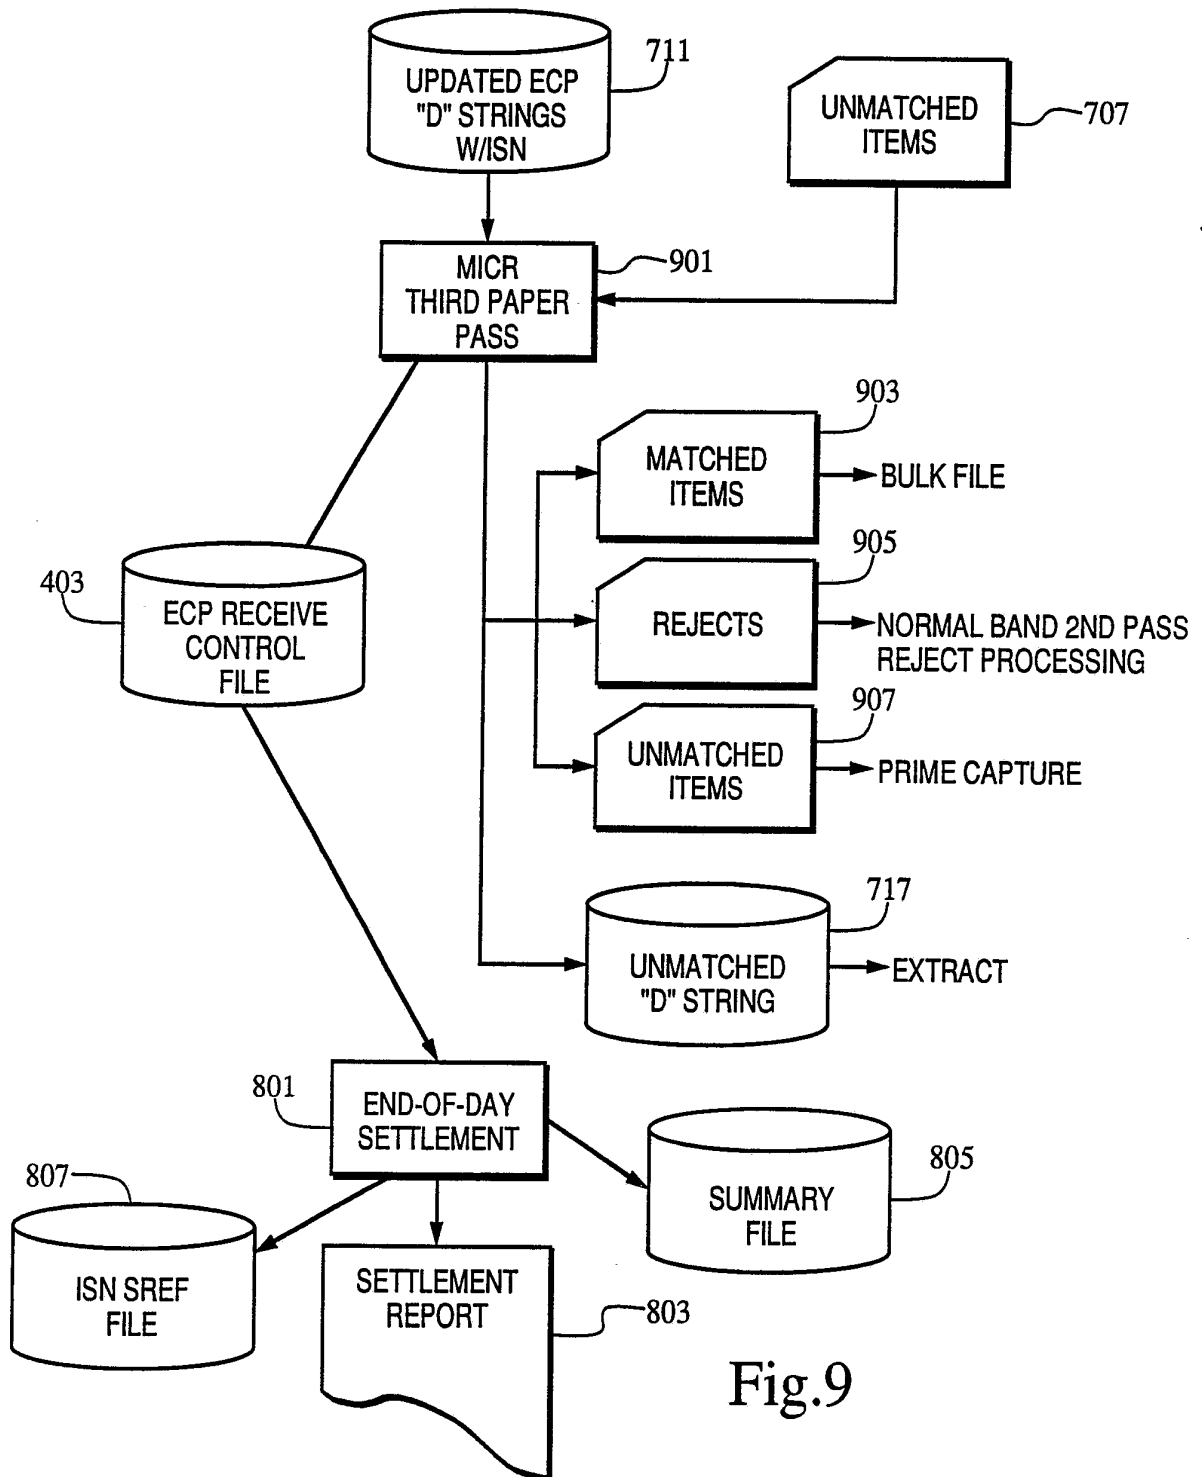 UPDATED ECP
"D" STRINGS
W/ISN
711
UNMATCHED
ITEMS
707
MICR
THIRD PAPER
PASS
901
903
MATCHED
ITEMS
BULK FILE
905
REJECTS
NORMAL BAND 2ND PASS
REJECT PROCESSING
403
ECP RECEIVE
CONTROL
FILE
907
UNMATCHED
ITEMS
PRIME CAPTURE
717
UNMATCHED
"D" STRING
EXTRACT
801
END-OF-DAY
SETTLEMENT
805
SUMMARY
FILE
807
ISN SREF
FILE
SETTLEMENT
REPORT
803
Fig.9